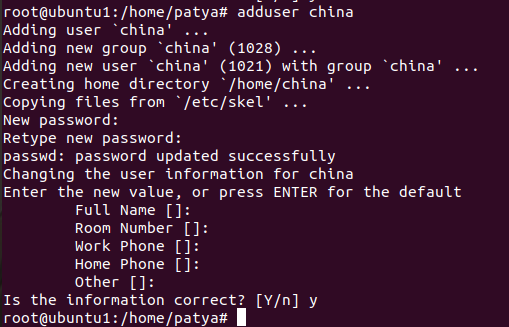 root@ubuntu1:/home/patya# adduser china
Adding user `china' ...
Adding new group `china' (1028) ...
Adding new user `china' (1021) with group `china' ...
Creating home directory `/home/china' ...
Copying files from `/etc/skel' ...
New password:
Retype new password:
passwd: password updated successfully
Changing the user information for china
Enter the new value, or press ENTER for the default
        Full Name []:
        Room Number []:
        Work Phone []:
        Home Phone []:
        Other []:
Is the information correct? [Y/n] y
root@ubuntu1:/home/patya#